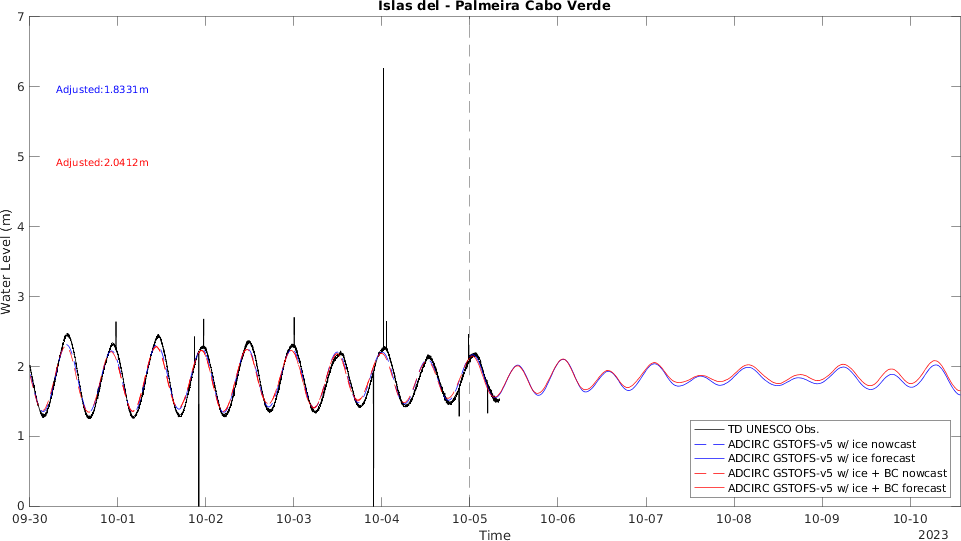 Islas del - Palmeira Cabo Verde
7
6
5
4
3
2
1
0
Water Level (m)
Adjusted:1.8331m
Adjusted:2.0412m
TD UNESCO Obs.
ADCIRC GSTOFS-v5 w/ ice nowcast
ADCIRC GSTOFS-v5 w/ ice forecast
ADCIRC GSTOFS-v5 w/ ice + BC nowcast
ADCIRC GSTOFS-v5 w/ ice + BC forecast
09-30 10-01 10-02 10-03 10-04 10-05 10-06 10-07 10-08 10-09 10-10
Time
2023